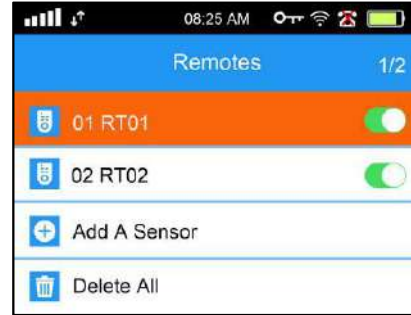 08:25 AM
Remotes 1/2
01 RT01
02 RT02
Add A Sensor
Delete All